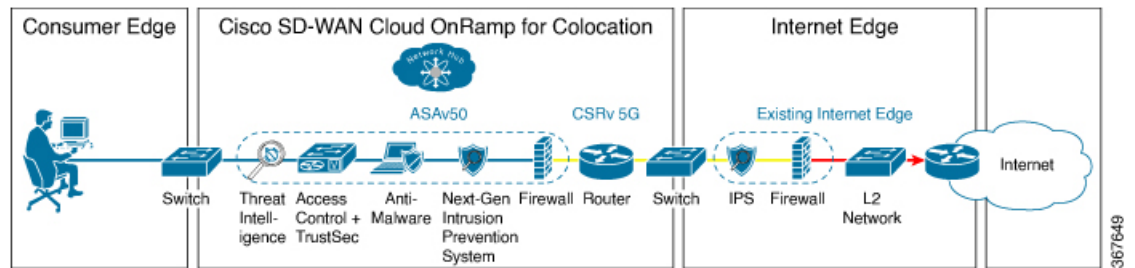 Consumer Edge
Cisco SD-WAN Cloud OnRamp for Colocation
Internet Edge
Network Hub
ASAv50
CSRv 5G
Existing Internet Edge
Internet
Switch
Threat
Intell-
igence
Access
Control +
TrustSec
Anti-
Malware
Next-Gen
Intrusion
Prevention
System
Firewall
Router
Switch
IPS
Firewall
L2
Network
367649